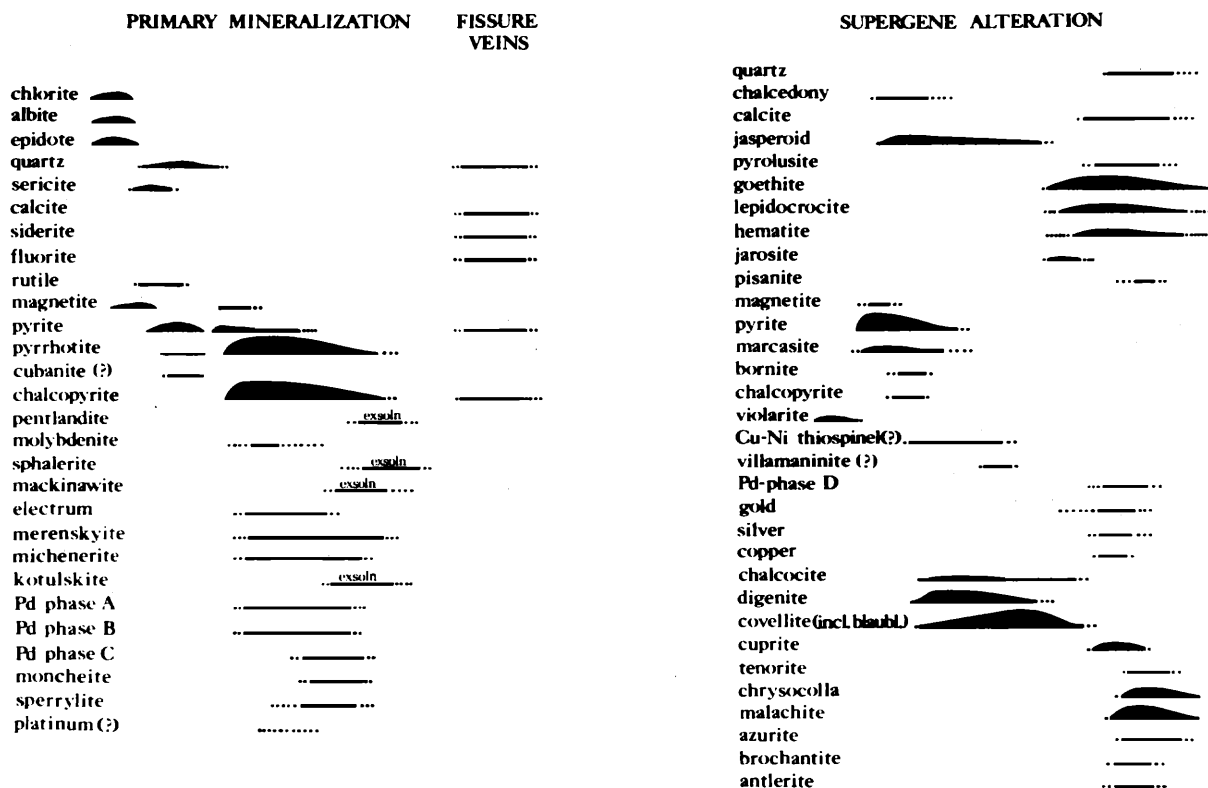 PRIMARY MINERALIZATION
FISSURE
VEINS
chlorite
albite
epidote
quartz
sericite
calcite
siderite
fluorite
rutile
magnetite
pyrite
pyrrhotite
cubanite (?)
chalcopyrite
pentlandite exsoln
molybdenite
sphalerite exsoln
mackinawite exsoln
electrum
merenskyite
michenerite
kotulskite exsoln
Pd phase A
Pd phase B
Pd phase C
moncheite
sperrylite
platinum (?)
SUPERGENE ALTERATION
quartz
chalcedony
calcite
jasperoid
pyrolusite
goethite
lepidocrocite
hematite
jarosite
pisanite
magnetite
pyrite
marcasite
bornite
chalcopyrite
violarite
Cu-Ni thiospinel(?)
villamaninite (?)
Pd-phase D
gold
silver
copper
chalcocite
digenite
covellite(incl. blaubl.)
cuprite
tenorite
chrysocolla
malachite
azurite
brochantite
antlerite